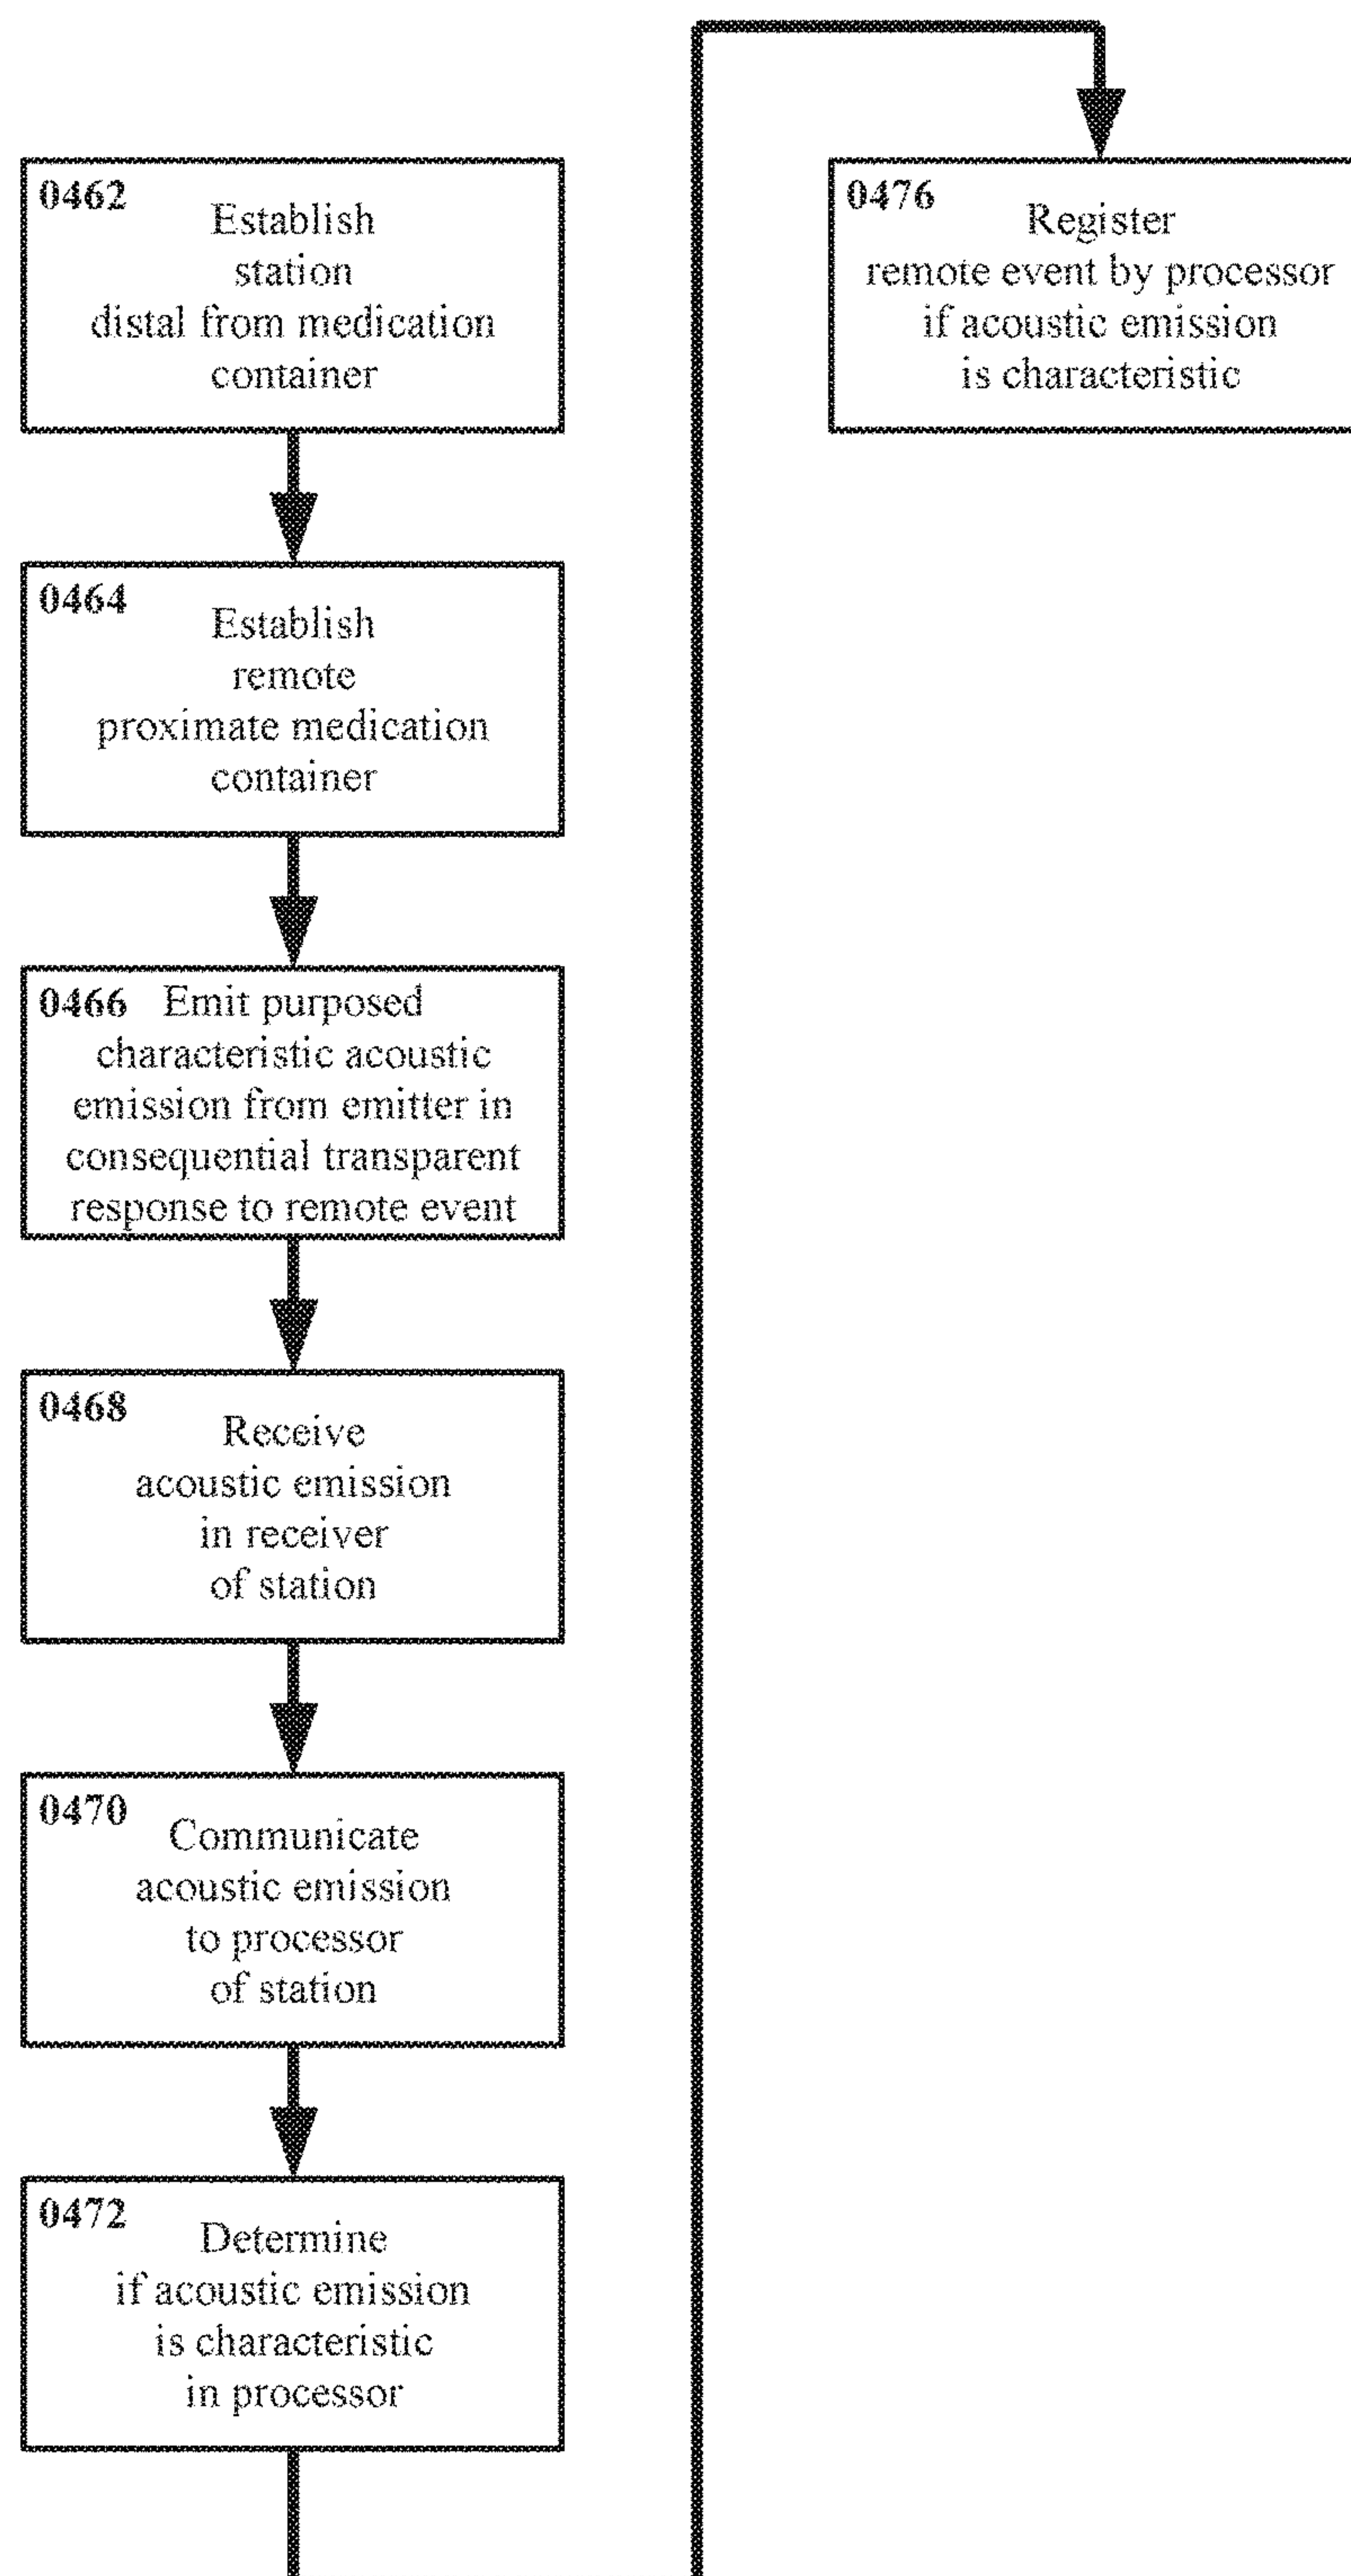 0462
Establish
station
distal from medication
container
0464
Establish
remote
proximate medication
container
0466 Emit purposed
characteristic acoustic
emission from emitter in
consequential transparent
response to remote event
0468
Receive
acoustic emission
in receiver
of station
0470
Communicate
acoustic emission
to processor
of station
0472
Determine
if acoustic emission
is characteristic
in processor
0476
Register
remote event by processor
if acoustic emission
is characteristic